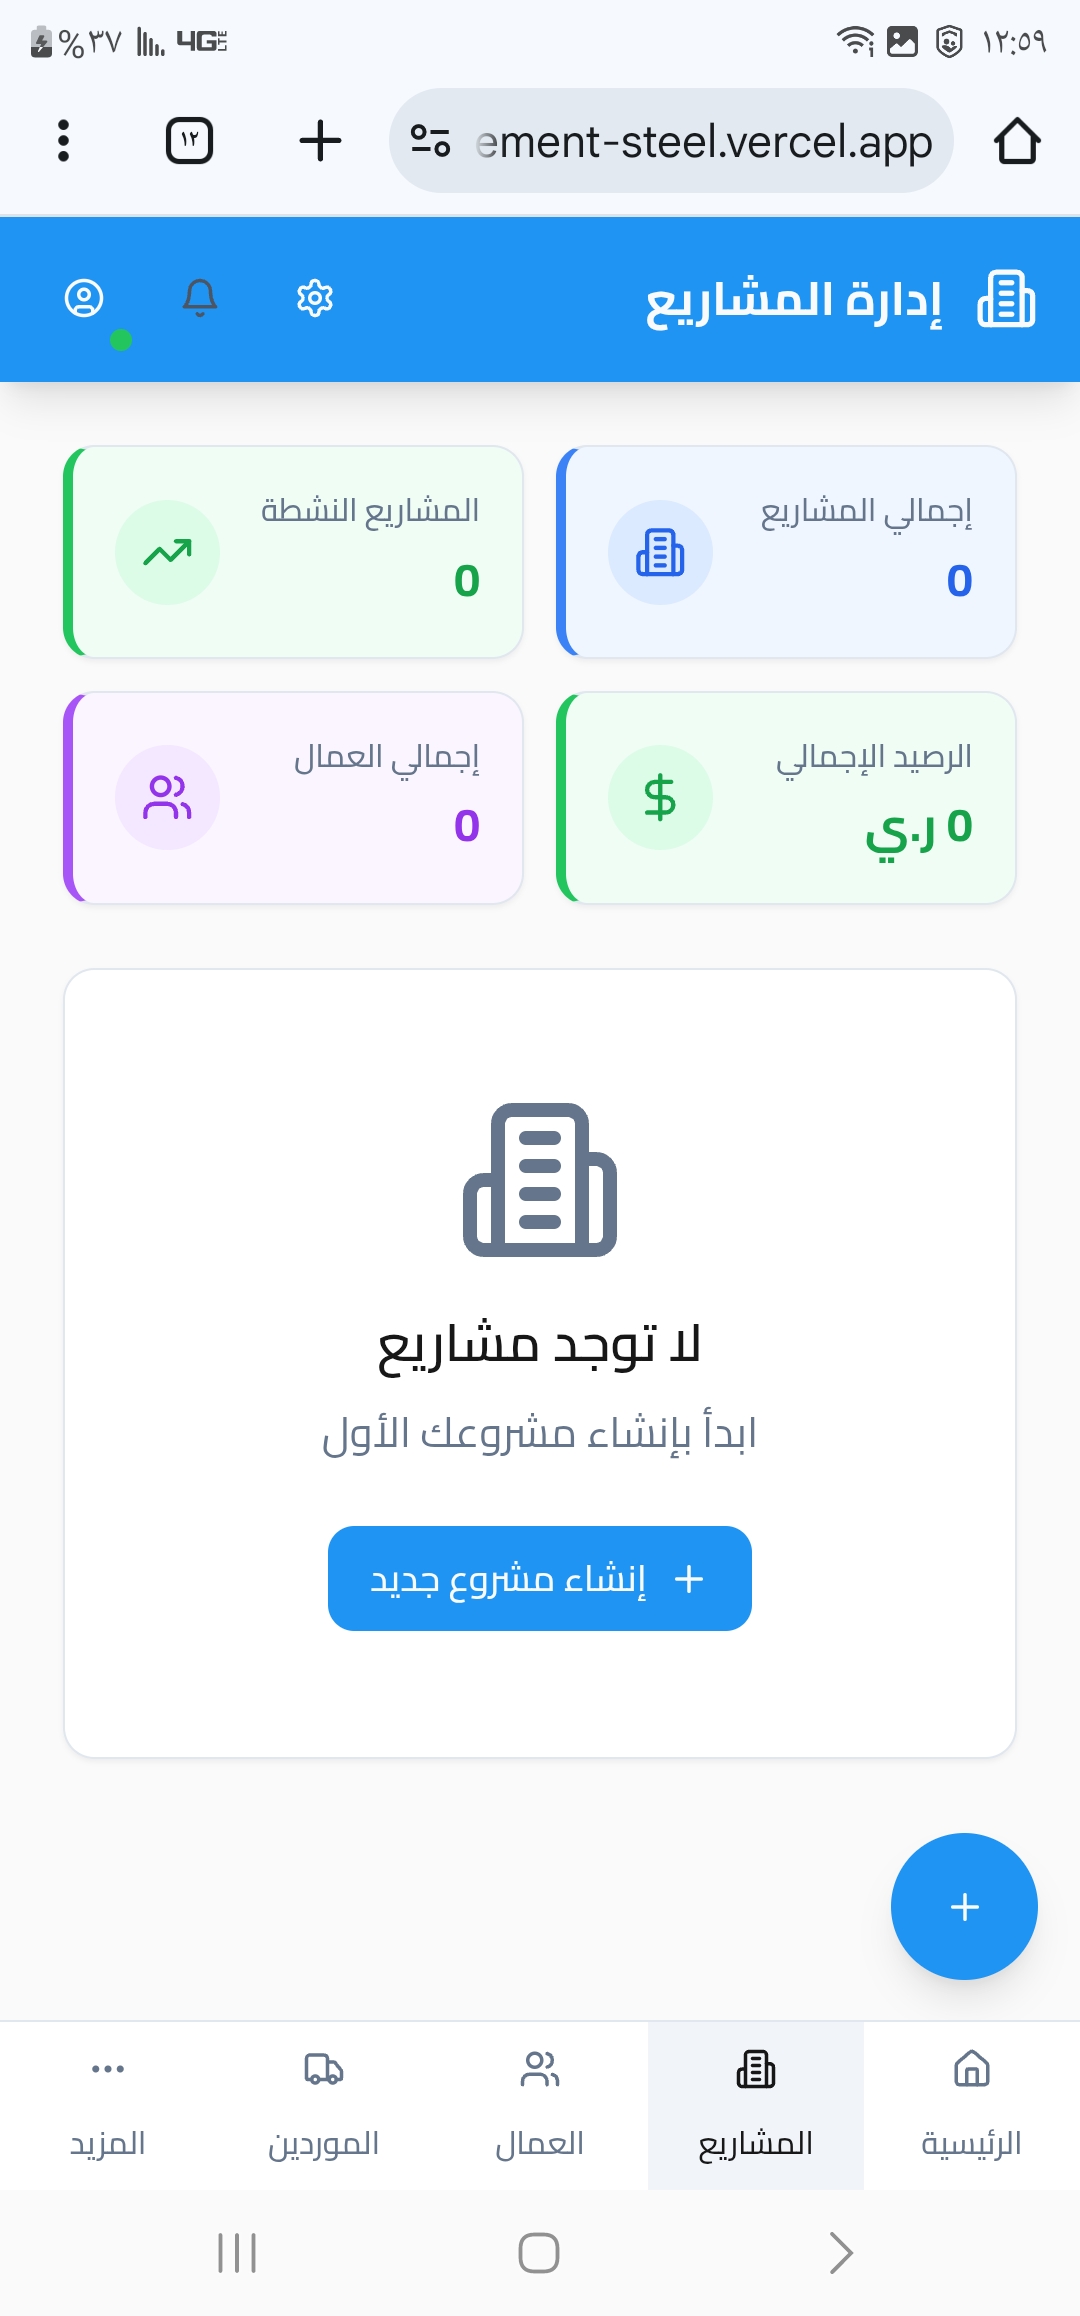 ١٢:٥٩
4G LTE
%٣٧
ement-steel.vercel.app
١٢
إدارة المشاريع
إجمالي المشاريع
0
المشاريع النشطة
0
الرصيد الإجمالي
0 ر.ي
إجمالي العمال
0
لا توجد مشاريع
ابدأ بإنشاء مشروعك الأول
إنشاء مشروع جديد
الرئيسية
المشاريع
العمال
الموردين
المزيد